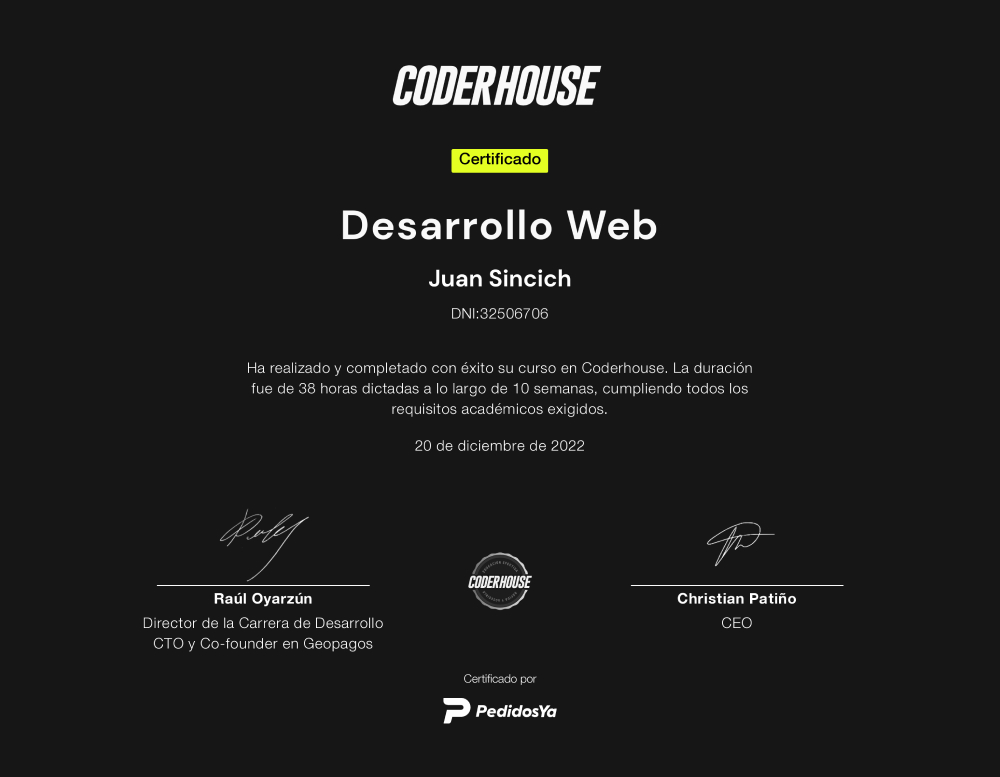 CODERHOUSE
Certificado
Desarrollo Web
Juan Sincich
DNI:32506706
Ha realizado y completado con éxito su curso en Coderhouse. La duración
fue de 38 horas dictadas a lo largo de 10 semanas, cumpliendo todos los
requisitos académicos exigidos.
20 de diciembre de 2022
Raúl Oyarzún
Director de la Carrera de Desarrollo
CTO y Co-founder en Geopagos
CODERHOUSE
Christian Patiño
CEO
Certificado por
PedidosYa